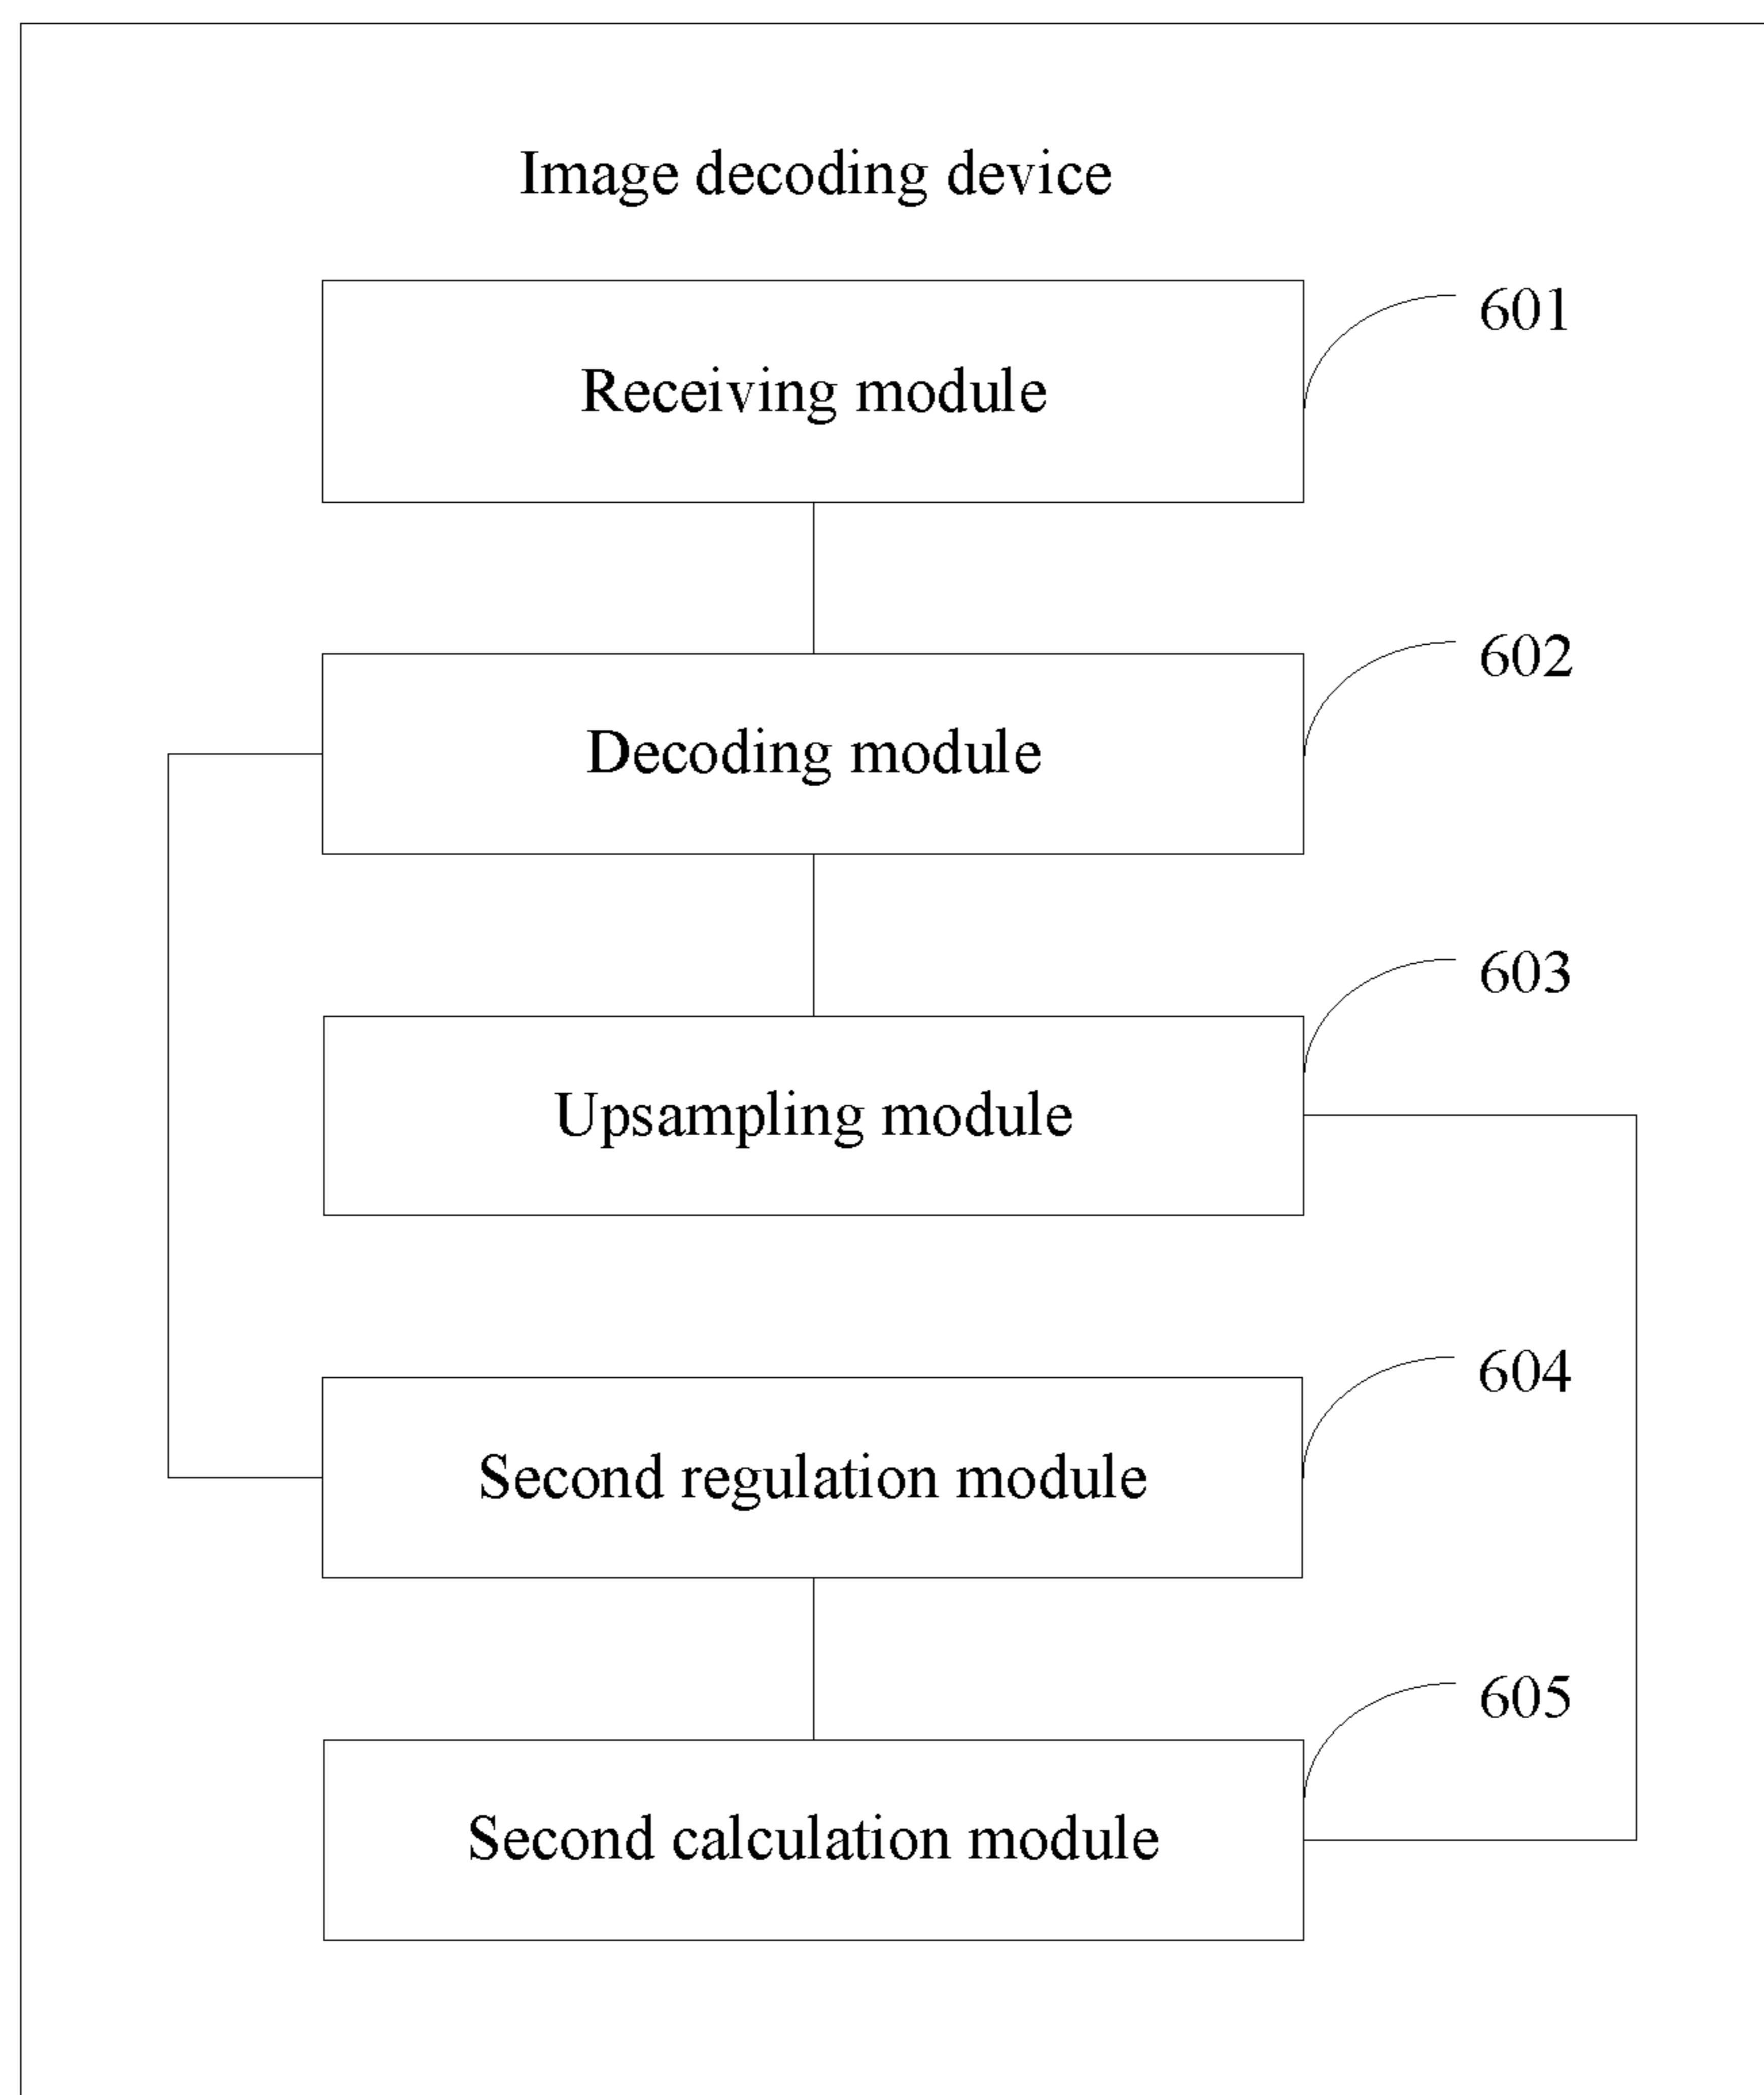 Image decoding device
601
Receiving module
602
Decoding module
603
Upsampling module
604
Second regulation module
605
Second calculation module